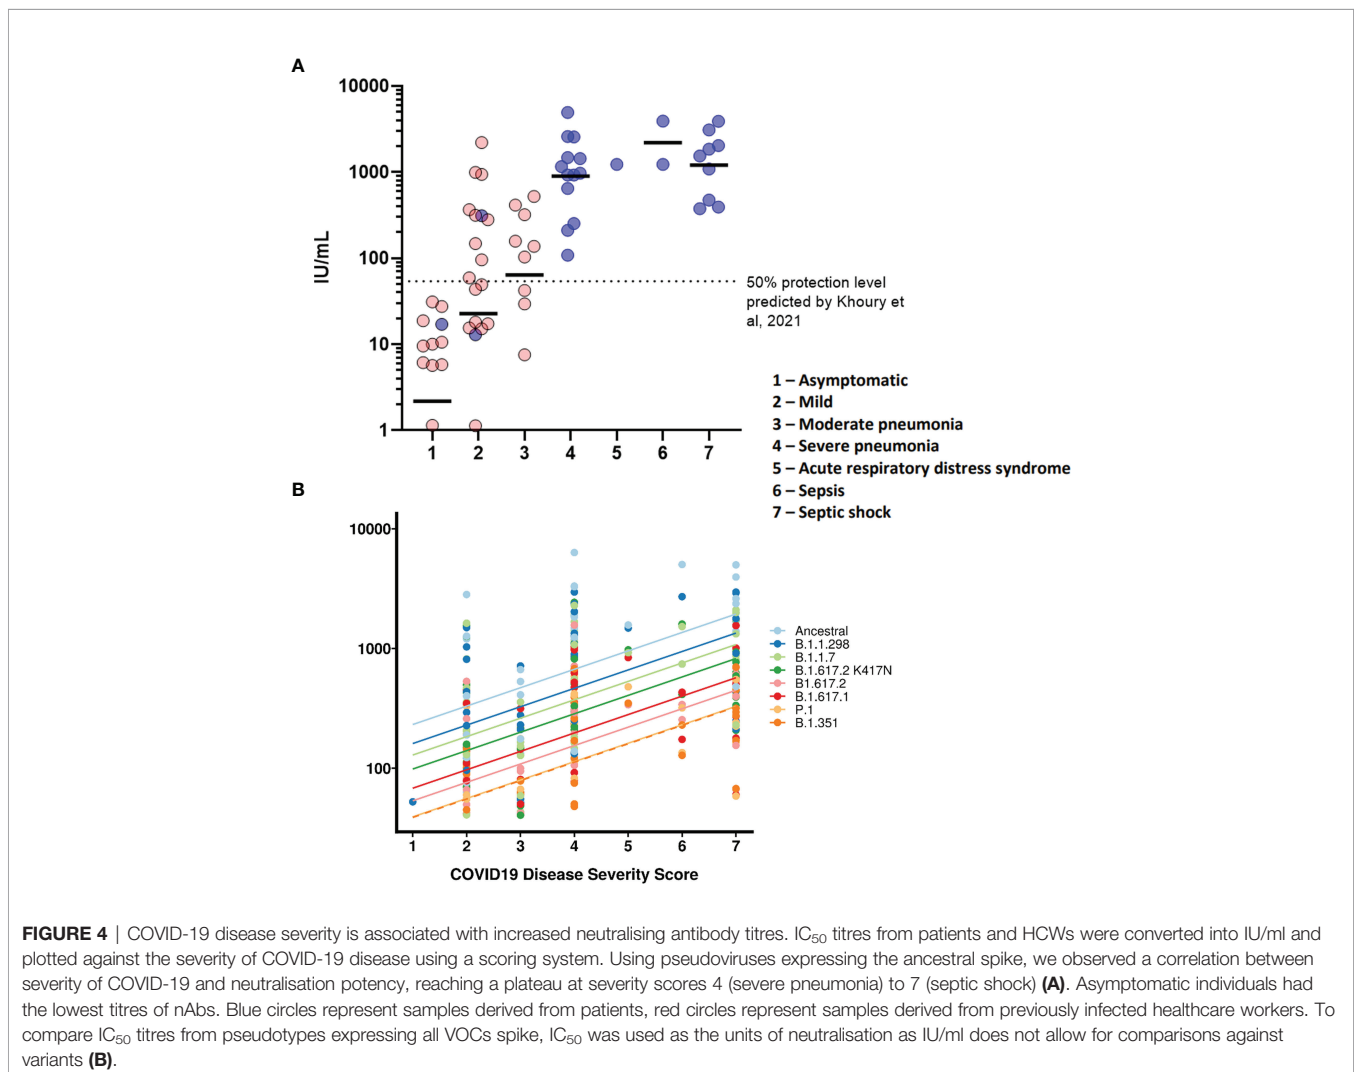 A
10000
1000
100
10
1
IU/mL
1 2 3 4 5 6 7
50% protection level
predicted by Khoury et
al, 2021
1 – Asymptomatic
2 – Mild
3 – Moderate pneumonia
4 – Severe pneumonia
5 – Acute respiratory distress syndrome
6 – Sepsis
7 – Septic shock
B
10000
1000
100
1 2 3 4 5 6 7
COVID19 Disease Severity Score
Ancestral
B.1.1.298
B.1.1.7
B.1.617.2 K417N
B1.617.2
B.1.617.1
P.1
B.1.351
FIGURE 4 | COVID-19 disease severity is associated with increased neutralising antibody titres. IC50 titres from patients and HCWs were converted into IU/ml and
plotted against the severity of COVID-19 disease using a scoring system. Using pseudoviruses expressing the ancestral spike, we observed a correlation between
severity of COVID-19 and neutralisation potency, reaching a plateau at severity scores 4 (severe pneumonia) to 7 (septic shock) (A). Asymptomatic individuals had
the lowest titres of nAbs. Blue circles represent samples derived from patients, red circles represent samples derived from previously infected healthcare workers. To
compare IC50 titres from pseudotypes expressing all VOCs spike, IC50 was used as the units of neutralisation as IU/ml does not allow for comparisons against
variants (B).